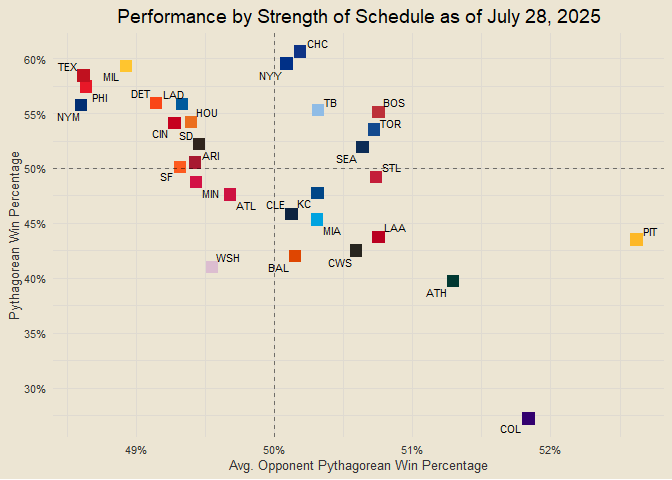 Performance by Strength of Schedule as of July 28, 2025
Pythagorean Win Percentage
60%
55%
50%
45%
40%
35%
30%
CHC
NYY
TEX
MIL
PHI
NYM
DET
LAD
HOU
CIN
SD
TB
BOS
TOR
SEA
ARI
SF
STL
MIN
ATL
CLE
KC
MIA
LAA
PIT
WSH
BAL
CWS
ATH
COL
49%
50%
51%
52%
Avg. Opponent Pythagorean Win Percentage